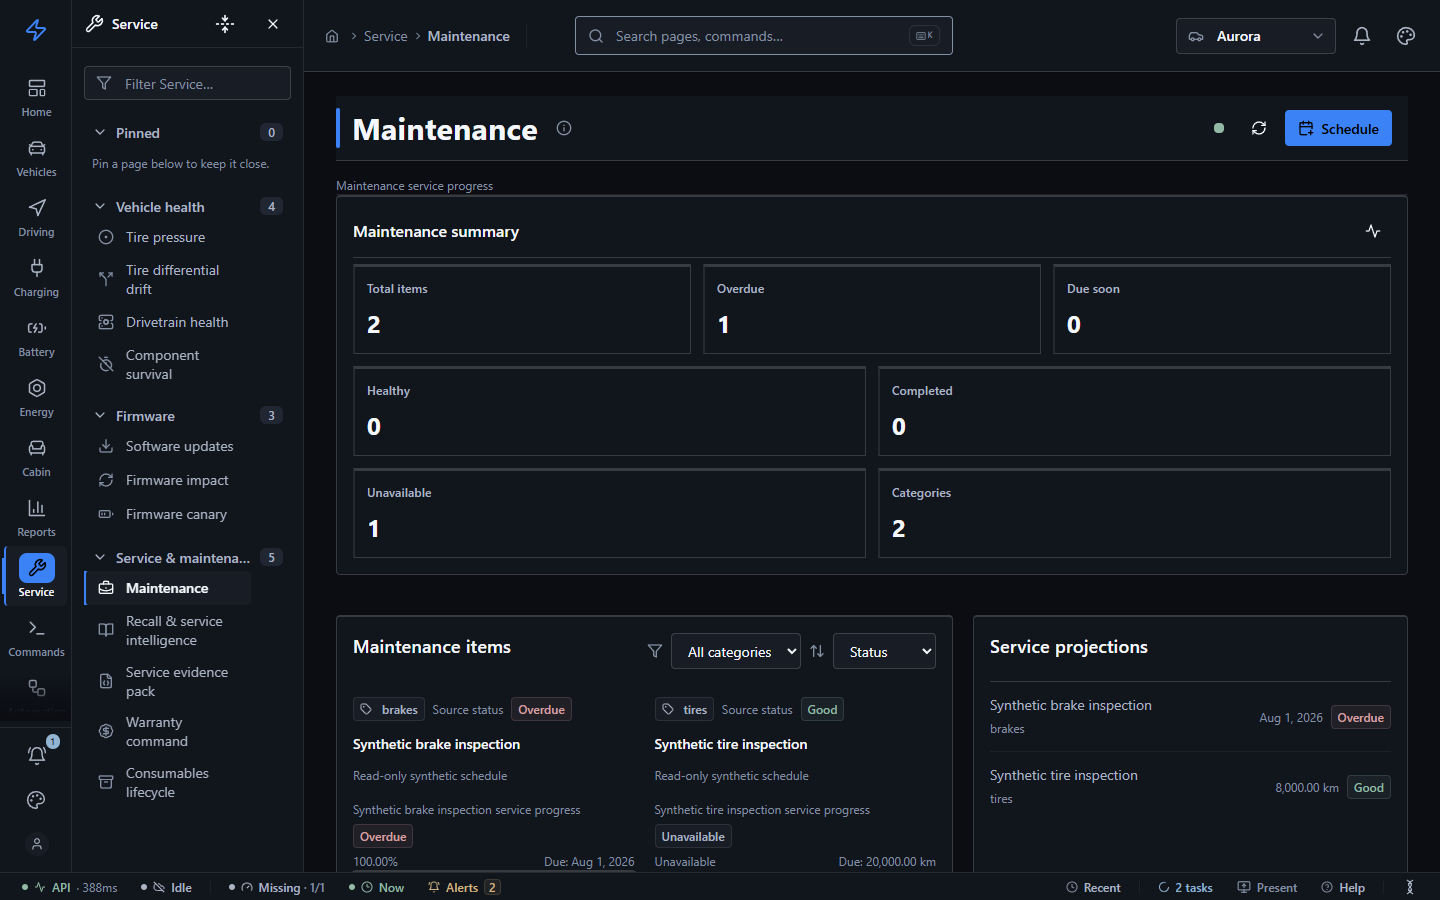 Service
Service
Maintenance
Search pages, commands...
K
Aurora
Home
Vehicles
Driving
Charging
Battery
Energy
Cabin
Reports
Service
Commands
1
Filter Service...
Pinned
0
Pin a page below to keep it close.
Vehicle health
4
Tire pressure
Tire differential
drift
Drivetrain health
Component
survival
Firmware
3
Software updates
Firmware impact
Firmware canary
Service & maintena...
5
Maintenance
Recall & service
intelligence
Service evidence
pack
Warranty
command
Consumables
lifecycle
Maintenance
Schedule
Maintenance service progress
Maintenance summary
Total items
2
Overdue
1
Due soon
0
Healthy
0
Completed
0
Unavailable
1
Categories
2
Maintenance items
All categories
Status
brakes
Source status
Overdue
Synthetic brake inspection
Read-only synthetic schedule
Synthetic brake inspection service progress
Overdue
100.00%
Due: Aug 1, 2026
tires
Source status
Good
Synthetic tire inspection
Read-only synthetic schedule
Synthetic tire inspection service progress
Unavailable
Unavailable
Due: 20,000.00 km
Service projections
Synthetic brake inspection
brakes
Aug 1, 2026
Overdue
Synthetic tire inspection
tires
8,000.00 km
Good
API · 388ms
Idle
Missing · 1/1
Now
Alerts 2
Recent
2 tasks
Present
Help